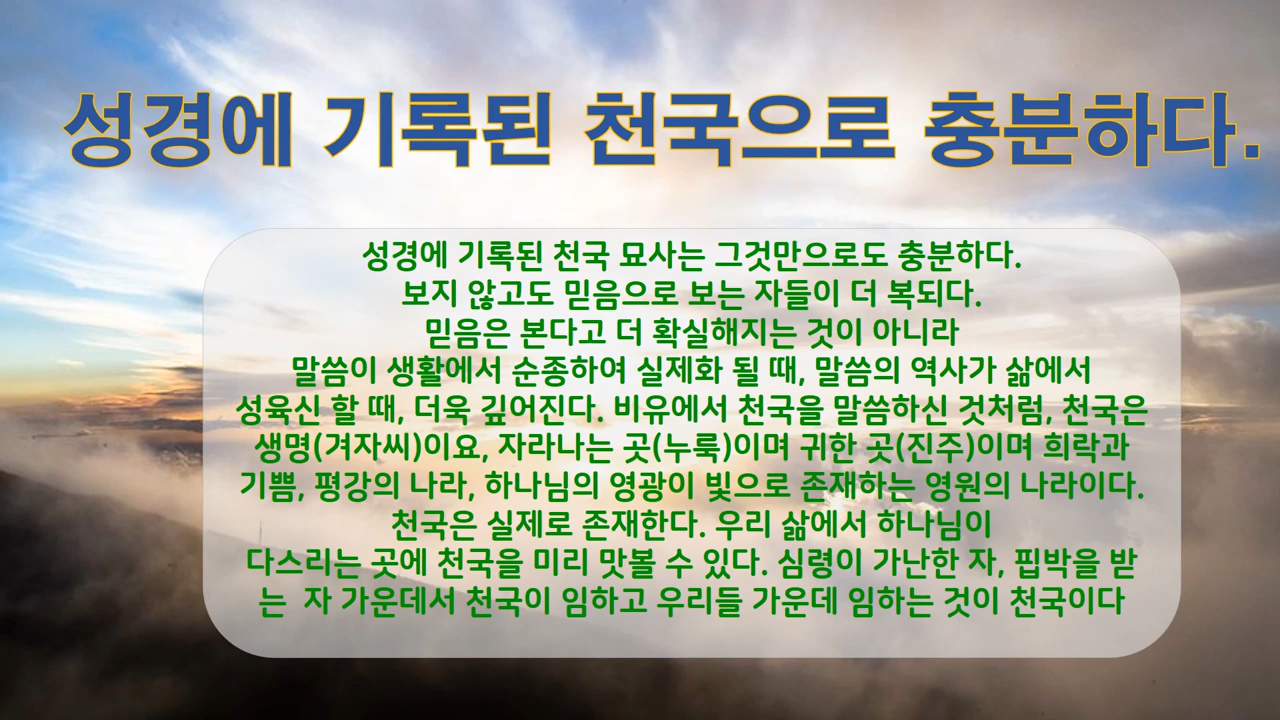 성경에 기록된 천국으로 충분하다.
성경에 기록된 천국 묘사는 그것만으로도 충분하다.
보지 않고도 믿음으로 보는 자들이 더 복되다.
믿음은 본다고 더 확실해지는 것이 아니라
말씀이 생활에서 순종하여 실제화 될 때, 말씀의 역사가 삶에서
성육신 할 때, 더욱 깊어진다. 비유에서 천국을 말씀하신 것처럼, 천국은
생명(겨자씨)이요, 자라나는 곳(누룩)이며 귀한 곳(진주)이며 희락과
기쁨, 평강의 나라, 하나님의 영광이 빛으로 존재하는 영원의 나라이다.
천국은 실제로 존재한다. 우리 삶에서 하나님이
다스리는 곳에 천국을 미리 맛볼 수 있다. 심령이 가난한 자, 핍박을 받
는 자 가운데서 천국이 임하고 우리들 가운데 임하는 것이 천국이다